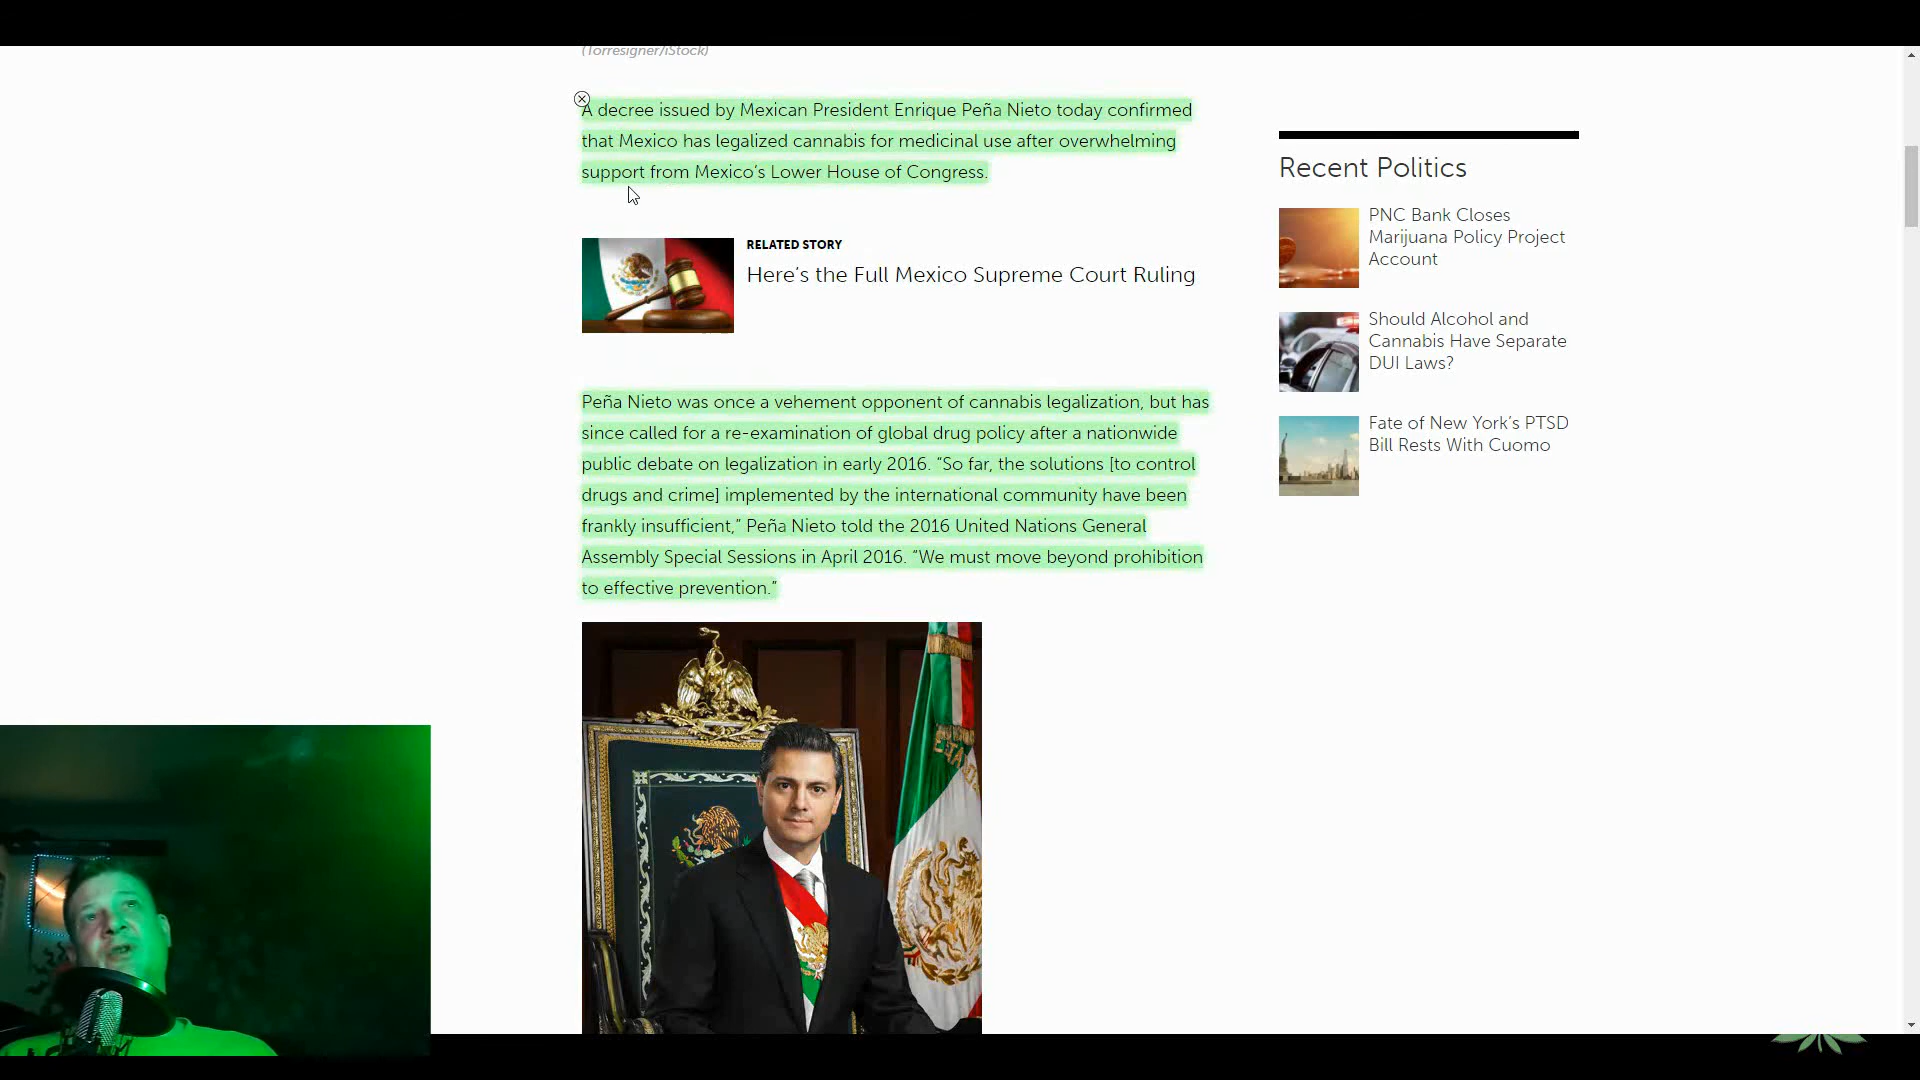 (Torresigner/iStock)
A decree issued by Mexican President Enrique Peña Nieto today confirmed
that Mexico has legalized cannabis for medicinal use after overwhelming
support from Mexico’s Lower House of Congress.
RELATED STORY
Here’s the Full Mexico Supreme Court Ruling
Peña Nieto was once a vehement opponent of cannabis legalization, but has
since called for a re-examination of global drug policy after a nationwide
public debate on legalization in early 2016. “So far, the solutions [to control
drugs and crime] implemented by the international community have been
frankly insufficient,” Peña Nieto told the 2016 United Nations General
Assembly Special Sessions in April 2016. “We must move beyond prohibition
to effective prevention.”
Recent Politics
PNC Bank Closes
Marijuana Policy Project
Account
Should Alcohol and
Cannabis Have Separate
DUI Laws?
Fate of New York’s PTSD
Bill Rests With Cuomo